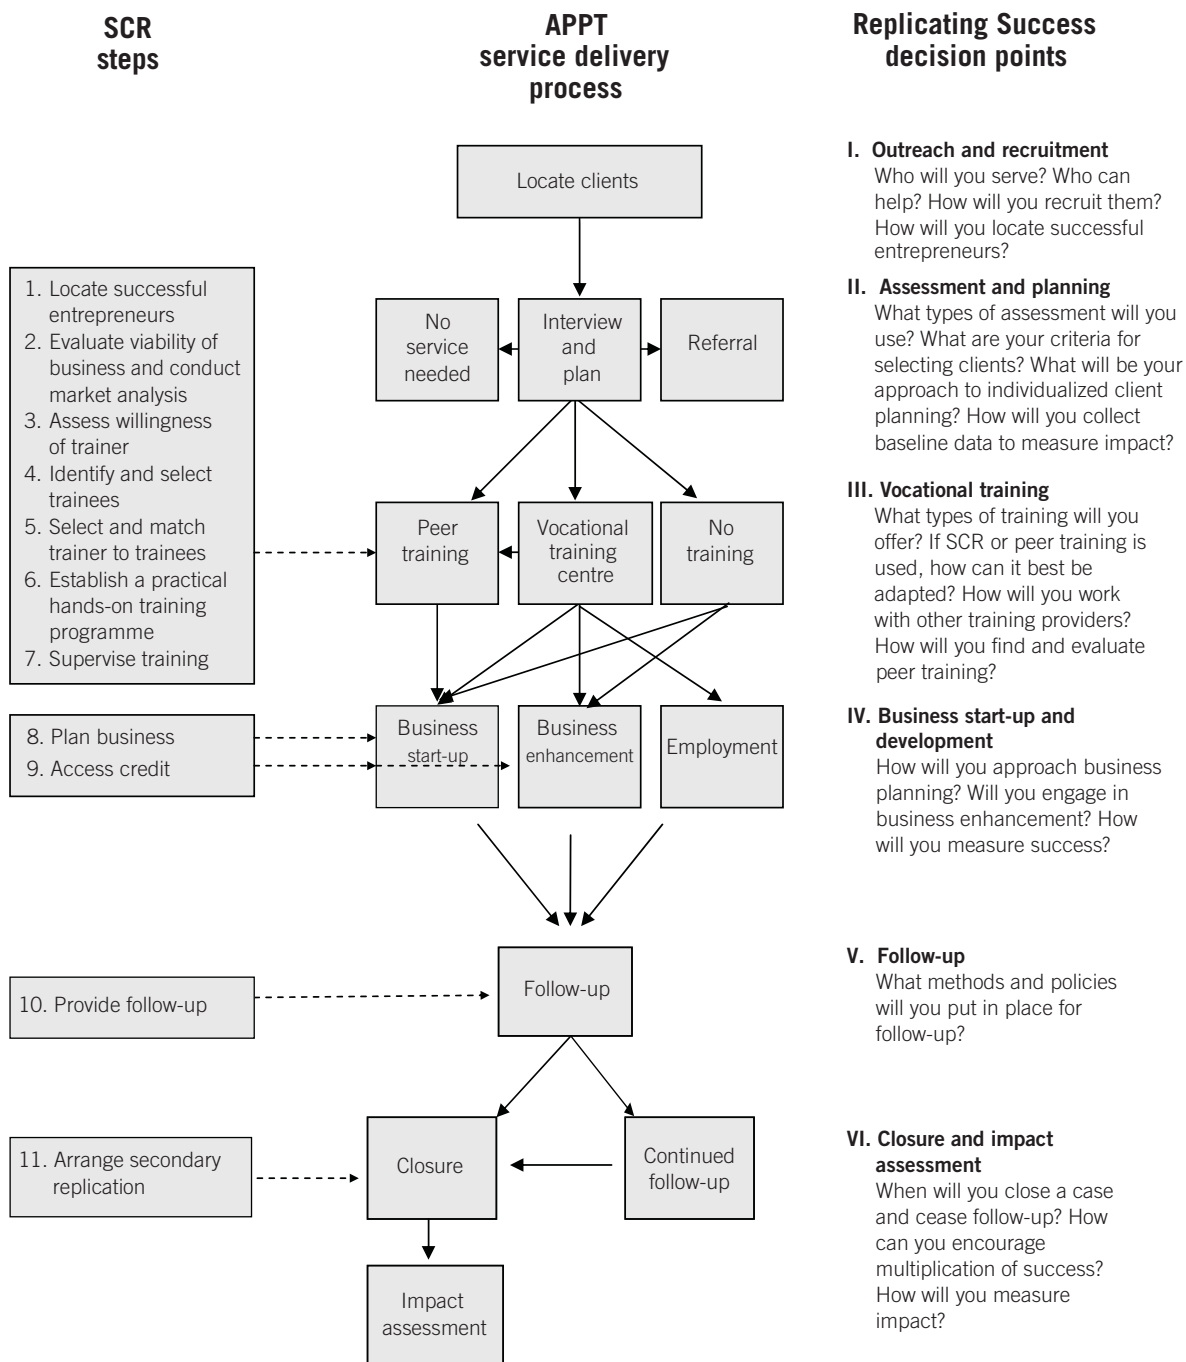 SCR
steps
APPT
service delivery
process
Replicating Success
decision points
Locate clients
I. Outreach and recruitment
Who will you serve? Who can
help? How will you recruit them?
How will you locate successful
entrepreneurs?
1. Locate successful
entrepreneurs
2. Evaluate viability of
business and conduct
market analysis
3. Assess willingness
of trainer
4. Identify and select
trainees
5. Select and match
trainer to trainees
6. Establish a practical
hands-on training
programme
7. Supervise training
No
service
needed
Interview
and
plan
Referral
II. Assessment and planning
What types of assessment will you
use? What are your criteria for
selecting clients? What will be your
approach to individualized client
planning? How will you collect
baseline data to measure impact?
Peer
training
Vocational
training
centre
No
training
III. Vocational training
What types of training will you
offer? If SCR or peer training is
used, how can it best be
adapted? How will you work
with other training providers?
How will you find and evaluate
peer training?
8. Plan business
9. Access credit
Business
start-up
Business
enhancement
Employment
IV. Business start-up and
development
How will you approach business
planning? Will you engage in
business enhancement? How
will you measure success?
10. Provide follow-up
Follow-up
V. Follow-up
What methods and policies
will you put in place for
follow-up?
11. Arrange secondary
replication
Closure
Continued
follow-up
VI. Closure and impact
assessment
When will you close a case
and cease follow-up? How
can you encourage
multiplication of success?
How will you measure
impact?
Impact
assessment